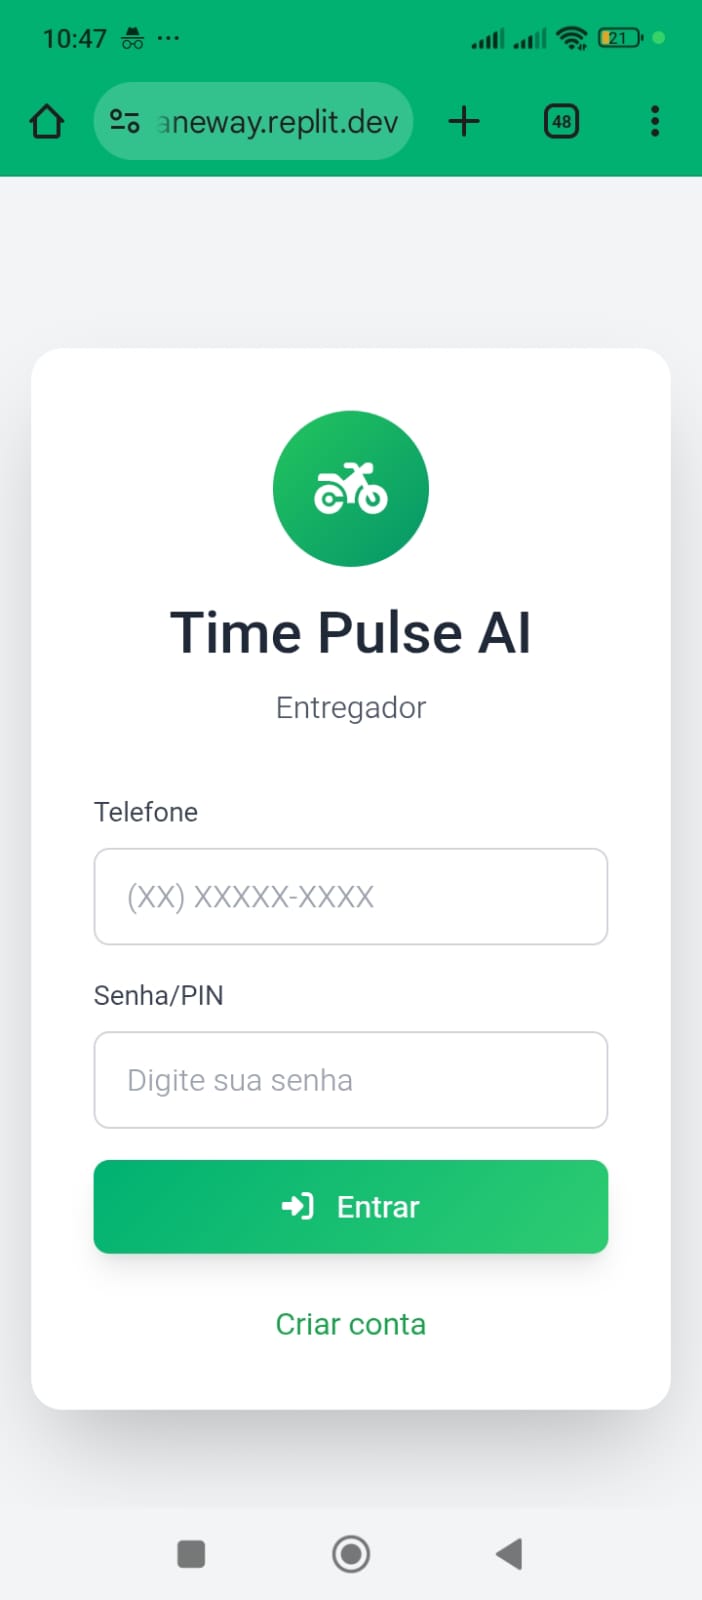 10:47
21
aneway.replit.dev
48
Time Pulse AI
Entregador
Telefone
(XX) XXXXX-XXXX
Senha/PIN
Digite sua senha
Entrar
Criar conta